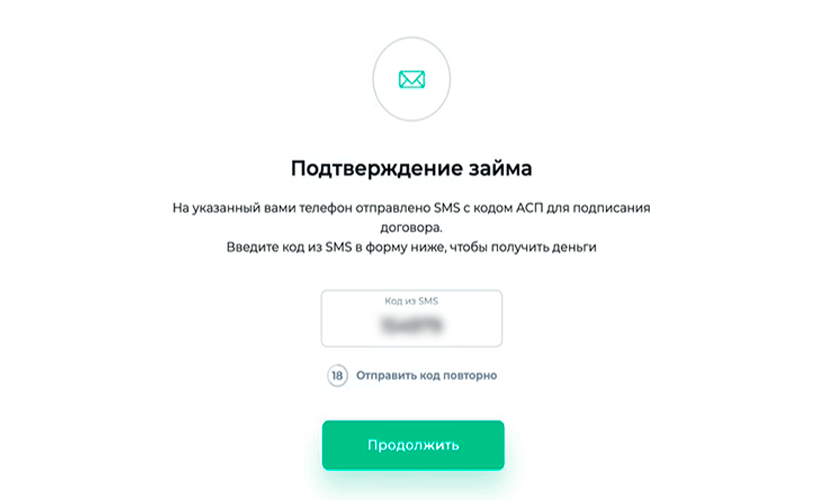 Подтверждение займа
На указанный вами телефон отправлено SMS с кодом АСП для подписания
договора.
Введите код из SMS в форму ниже, чтобы получить деньги
Код из SMS
18 Отправить код повторно
Продолжить